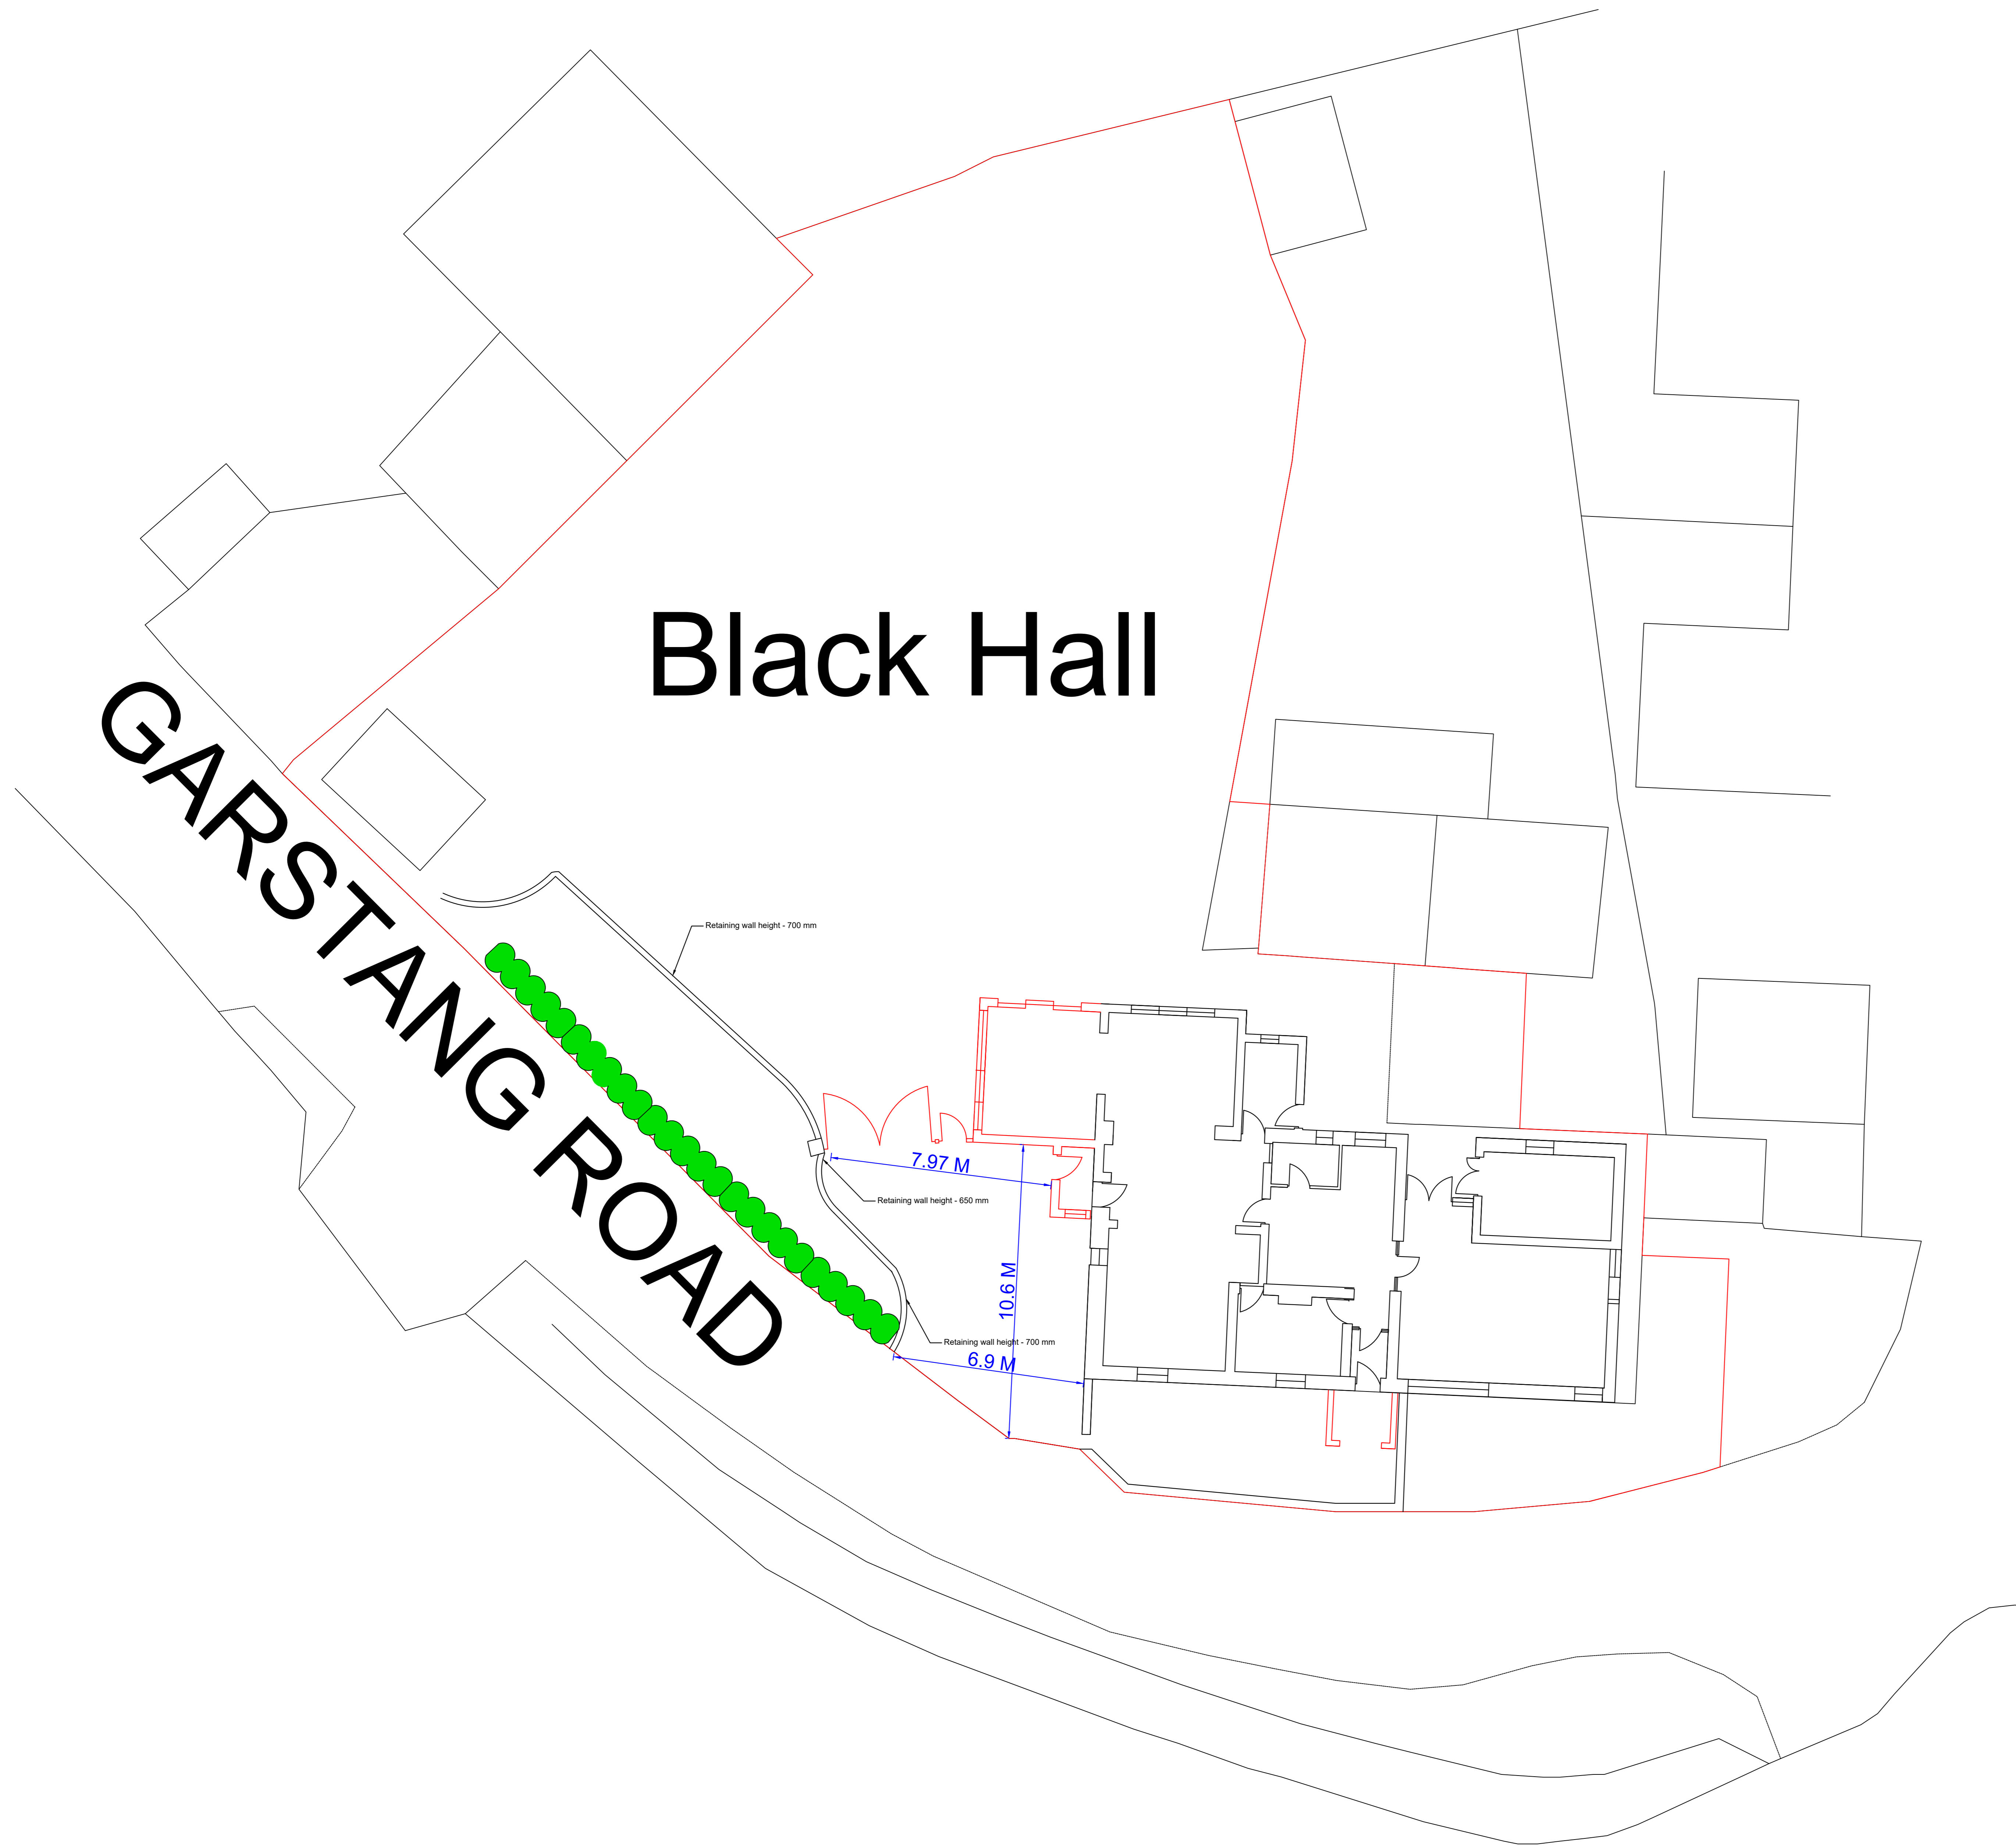 Black Hall
GARSTANG ROAD
Retaining wall height - 700 mm
7.97 M
Retaining wall height - 650 mm
10.6 M
Retaining wall height - 700 mm
6.9 M